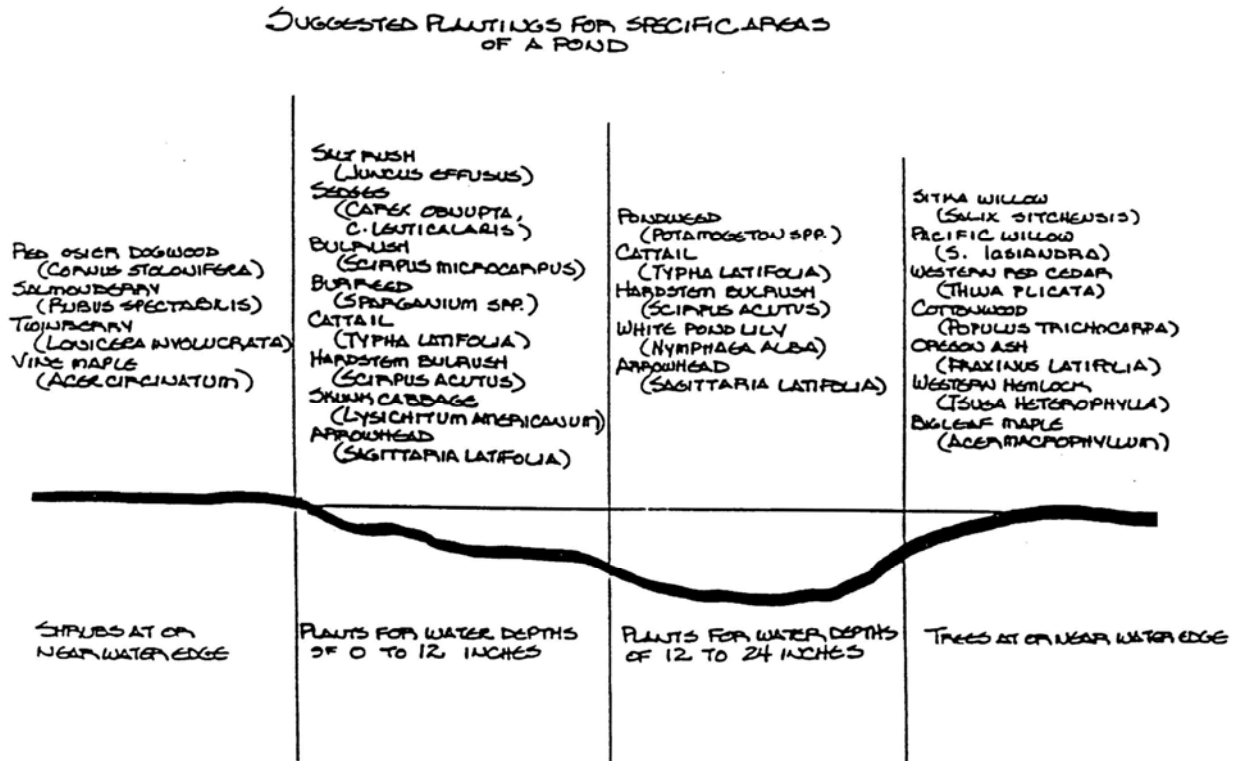 SUGGESTED PLANTINGS FOR SPECIFIC AREAS
OF A POND
RED OSIER DOGWOOD
(CORNUS STOLONIFERA)
SALMONBERRY
(RUBUS SPECTABILIS)
TWINBERRY
(LONICERA INVOLUCRATA)
VINE MAPLE
(ACER CIRCINATUM)
SALT RUSH
(JUNCUS EFFUSUS)
SEDGES
(CAREX OBNUPTA,
C. LENTICALARIS)
BULRUSH
(SCIRPUS MICROCARPUS)
BURREED
(SPARGANIUM SPP.)
CATTAIL
(TYPHA LATIFOLIA)
HARDSTEM BULRUSH
(SCIRPUS ACUTUS)
SKUNK CABBAGE
(LYSICHITUM AMERICANUM)
ARROWHEAD
(SAGITTARIA LATIFOLIA)
PONDWEED
(POTAMOGETON SPP.)
CATTAIL
(TYPHA LATIFOLIA)
HARDSTEM BULRUSH
(SCIRPUS ACUTUS)
WHITE POND LILY
(NYMPHAEA ALBA)
ARROWHEAD
(SAGITTARIA LATIFOLIA)
SITKA WILLOW
(SALIX SITCHENSIS)
PACIFIC WILLOW
(S. lASIANDRA)
WESTERN RED CEDAR
(THUJA PLICATA)
COTTONWOOD
(POPULUS TRICHOCARPA)
OREGON ASH
(FRAXINUS LATIFOLIA)
WESTERN HEMLOCK
(TSUGA HETEROPHYLLA)
BIGLEAF MAPLE
(ACER MACROPHYLLUM)
SHRUBS AT OR
NEAR WATER EDGE
PLANTS FOR WATER DEPTHS
OF 0 TO 12 INCHES
PLANTS FOR WATER DEPTHS
OF 12 TO 24 INCHES
TREES AT OR NEAR WATER EDGE